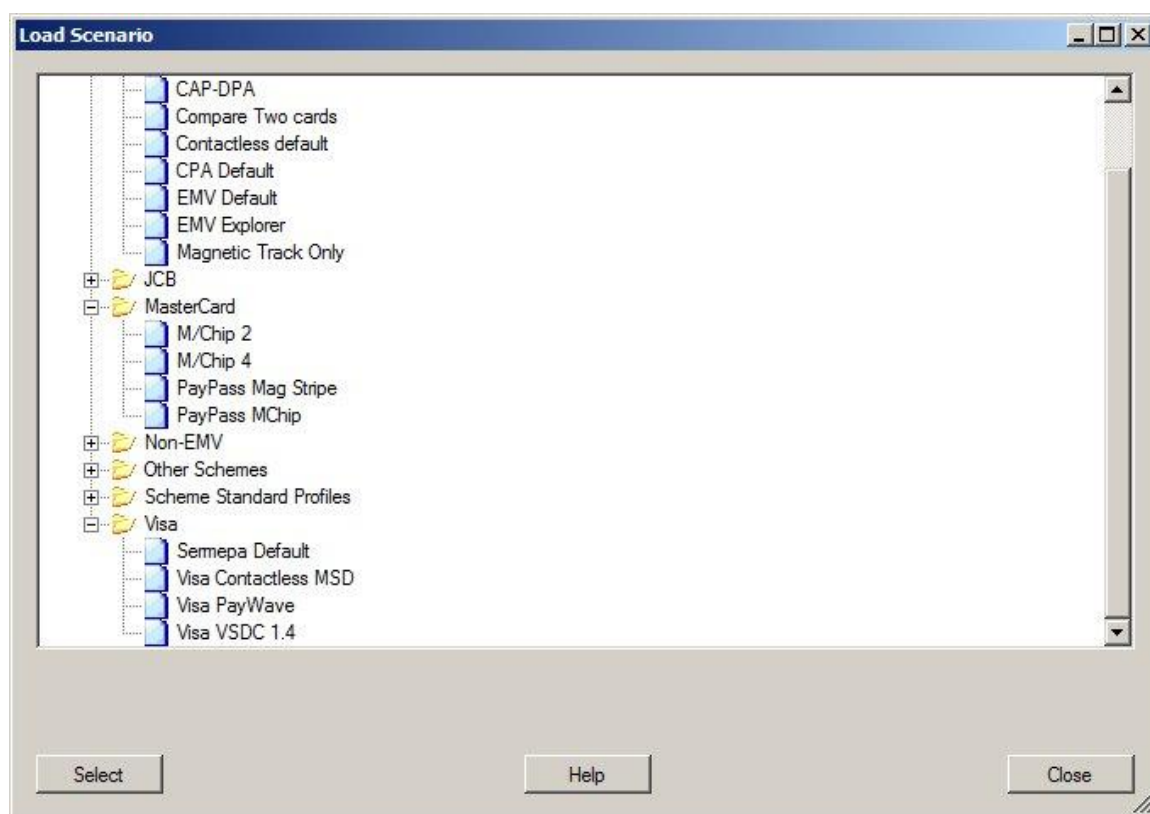 Load Scenario
CAP-DPA
Compare Two cards
Contactless default
CPA Default
EMV Default
EMV Explorer
Magnetic Track Only
JCB
MasterCard
M/Chip 2
M/Chip 4
PayPass Mag Stripe
PayPass MChip
Non-EMV
Other Schemes
Scheme Standard Profiles
Visa
Sermepa Default
Visa Contactless MSD
Visa PayWave
Visa VSDC 1.4
Select Help Close